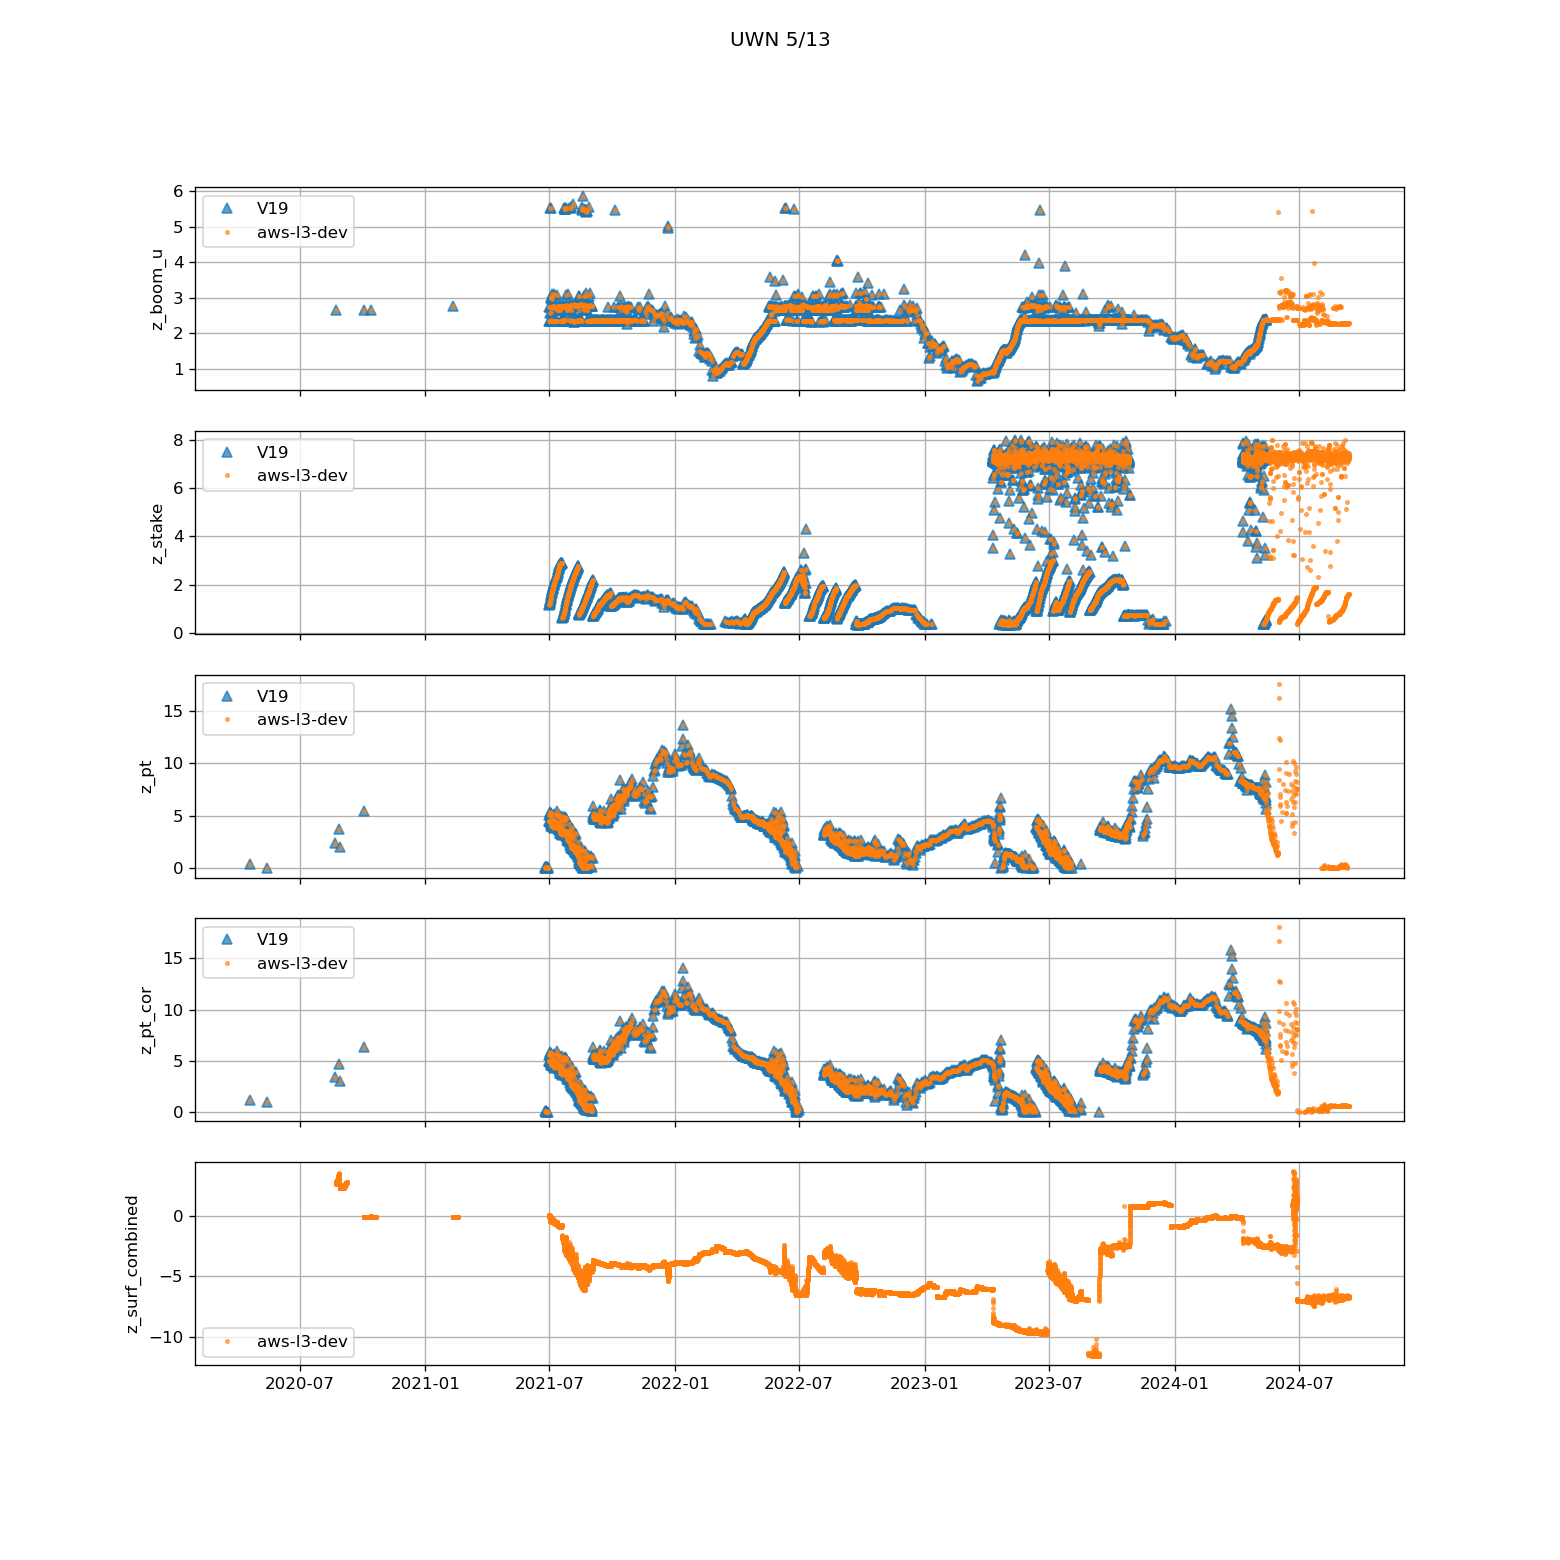 UWN 5/13
z_boom_u
6
5
4
3
2
1
V19
aws-l3-dev
z_stake
8
6
4
2
0
V19
aws-l3-dev
z_pt
15
10
5
0
V19
aws-l3-dev
z_pt_cor
15
10
5
0
V19
aws-l3-dev
z_surf_combined
0
−5
−10
aws-l3-dev
2020-07 2021-01 2021-07 2022-01 2022-07 2023-01 2023-07 2024-01 2024-07